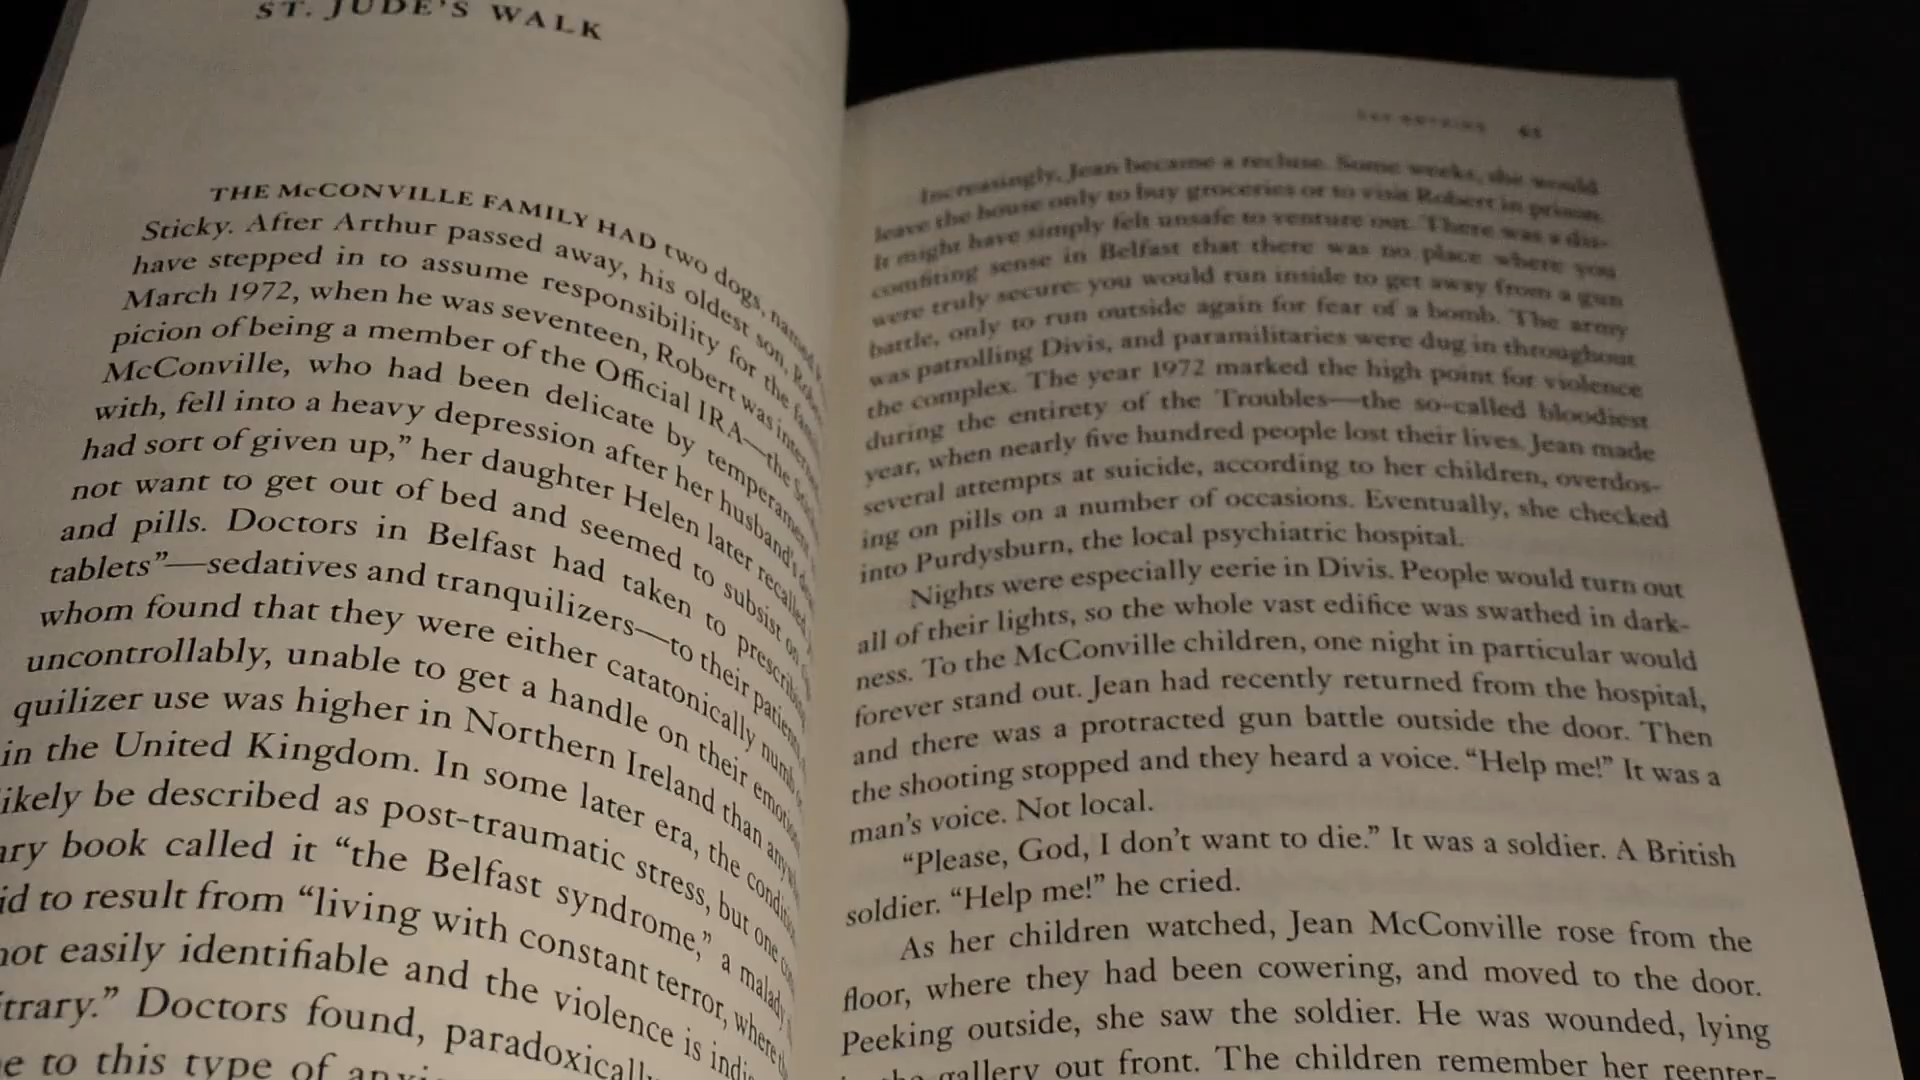 ST. JUDE'S WALK
THE McCONVILLE FAMILY HAD two dogs, named
Sticky. After Arthur passed away, his oldest son,
have stepped in to assume responsibility for the
March 1972, when he was seventeen, Robert was
picion of being a member of the Official IRA—the
McConville, who had been delicate by
with, fell into a heavy depression after her husband's
had sort of given up,” her daughter Helen later recalled
not want to get out of bed and seemed to subsist on
and pills. Doctors in Belfast had taken to
tablets”—sedatives and tranquilizers—to their
whom found that they were either catatonically numb
uncontrollably, unable to get a handle on their
quilizer use was higher in Northern Ireland than
in the United Kingdom. In some later era, the
ikely be described as post-traumatic stress, but one
ary book called it “the Belfast syndrome,” a malady
id to result from “living with constant terror, where
not easily identifiable and the violence is
trary.” Doctors found,
e to this type of
65
Increasingly, Jean became a recluse. Some weeks, she would
leave the house only to buy groceries or to visit Robert in prison.
It might have simply felt unsafe to venture out. There was a dis-
comfiting sense in Belfast that there was no place where you
were truly secure: you would run inside to get away from a gun
battle, only to run outside again for fear of a bomb. The army
was patrolling Divis, and paramilitaries were dug in throughout
the complex. The year 1972 marked the high point for violence
during the entirety of the Troubles—the so-called bloodiest
year, when nearly five hundred people lost their lives. Jean made
several attempts at suicide, according to her children, overdos-
ing on pills on a number of occasions. Eventually, she checked
into Purdysburn, the local psychiatric hospital.
Nights were especially eerie in Divis. People would turn out
all of their lights, so the whole vast edifice was swathed in dark-
ness. To the McConville children, one night in particular would
forever stand out. Jean had recently returned from the hospital,
and there was a protracted gun battle outside the door. Then
the shooting stopped and they heard a voice. “Help me!” It was a
man's voice. Not local.
“Please, God, I don't want to die.” It was a soldier. A British
soldier. “Help me!” he cried.
As her children watched, Jean McConville rose from the
floor, where they had been cowering, and moved to the door.
Peeking outside, she saw the soldier. He was wounded, lying
gallery out front. The children remember her reenter-